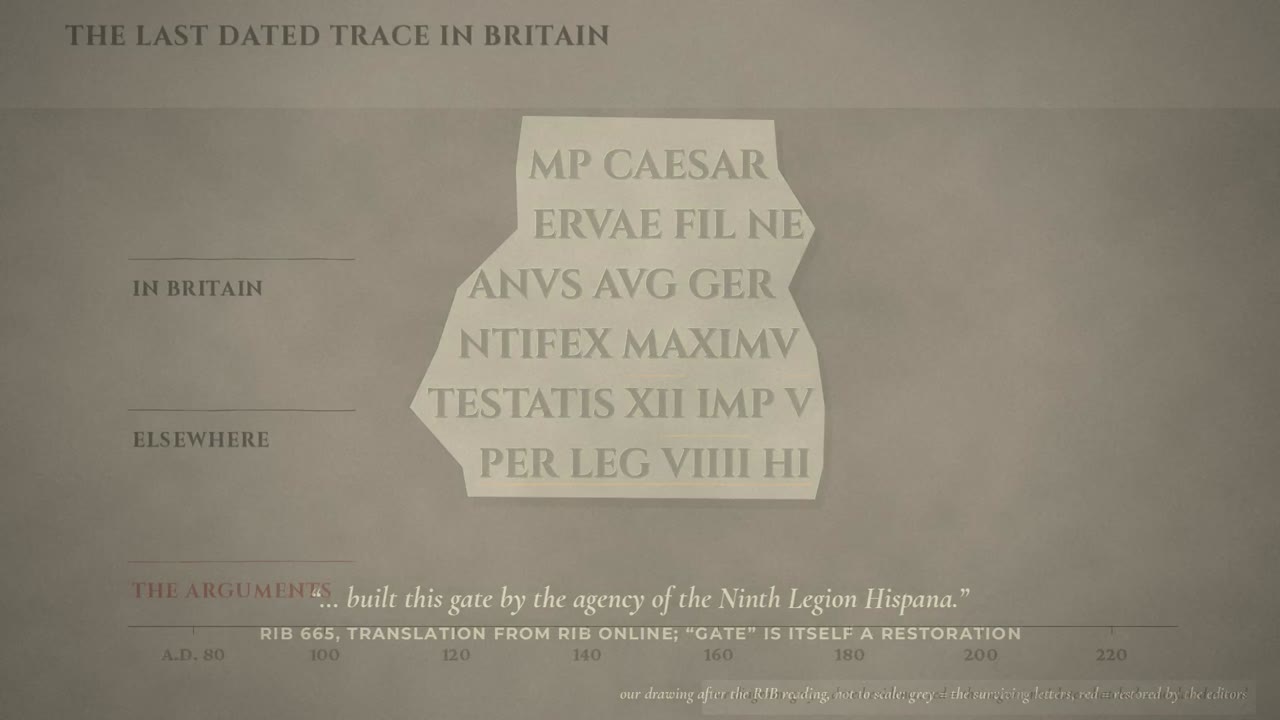 THE LAST DATED TRACE IN BRITAIN
MP CAESAR
ERVAE FIL NE
ANVS AVG GER
NTIFEX MAXIMV
TESTATIS XII IMP V
PER LEG VIIII HI
IN BRITAIN
ELSEWHERE
THE ARGUMENTS
“... built this gate by the agency of the Ninth Legion Hispana.”
RIB 665, TRANSLATION FROM RIB ONLINE; “GATE” IS ITSELF A RESTORATION
A.D. 80 100 120 140 160 180 200 220
our drawing after the RIB reading, not to scale: grey = the surviving letters, red = restored by the editors